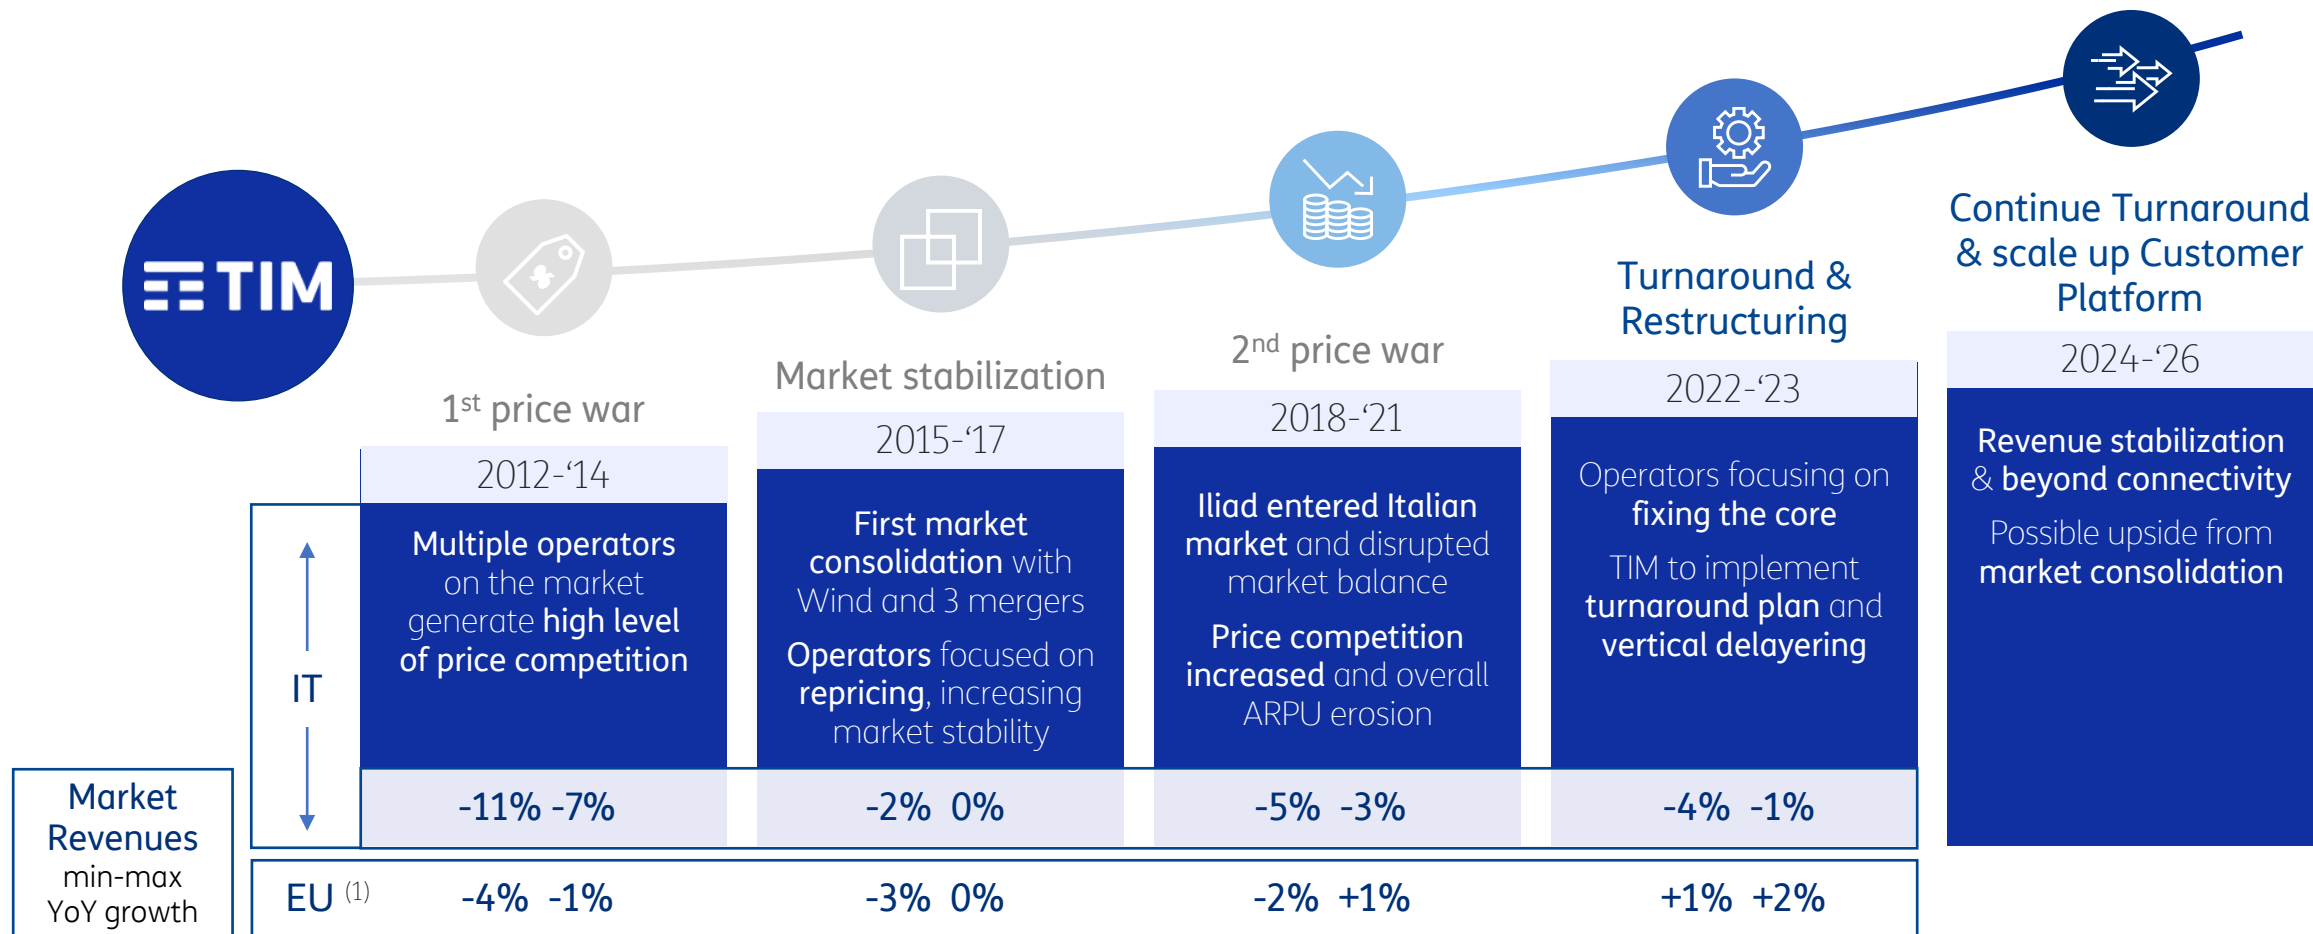 TIM
1st price war
2012-‘14
Multiple operators
on the market
generate high level
of price competition
Market stabilization
2015-‘17
First market
consolidation with
Wind and 3 mergers
Operators focused on
repricing, increasing
market stability
2nd price war
2018-‘21
Iliad entered Italian
market and disrupted
market balance
Price competition
increased and overall
ARPU erosion
Turnaround &
Restructuring
2022-‘23
Operators focusing on
fixing the core
TIM to implement
turnaround plan and
vertical delayering
Continue Turnaround
& scale up Customer
Platform
2024-‘26
Revenue stabilization
& beyond connectivity
Possible upside from
market consolidation
Market
Revenues
min-max
YoY growth
IT
-11% -7%
-2% 0%
-5% -3%
-4% -1%
EU (1)
-4% -1%
-3% 0%
-2% +1%
+1% +2%